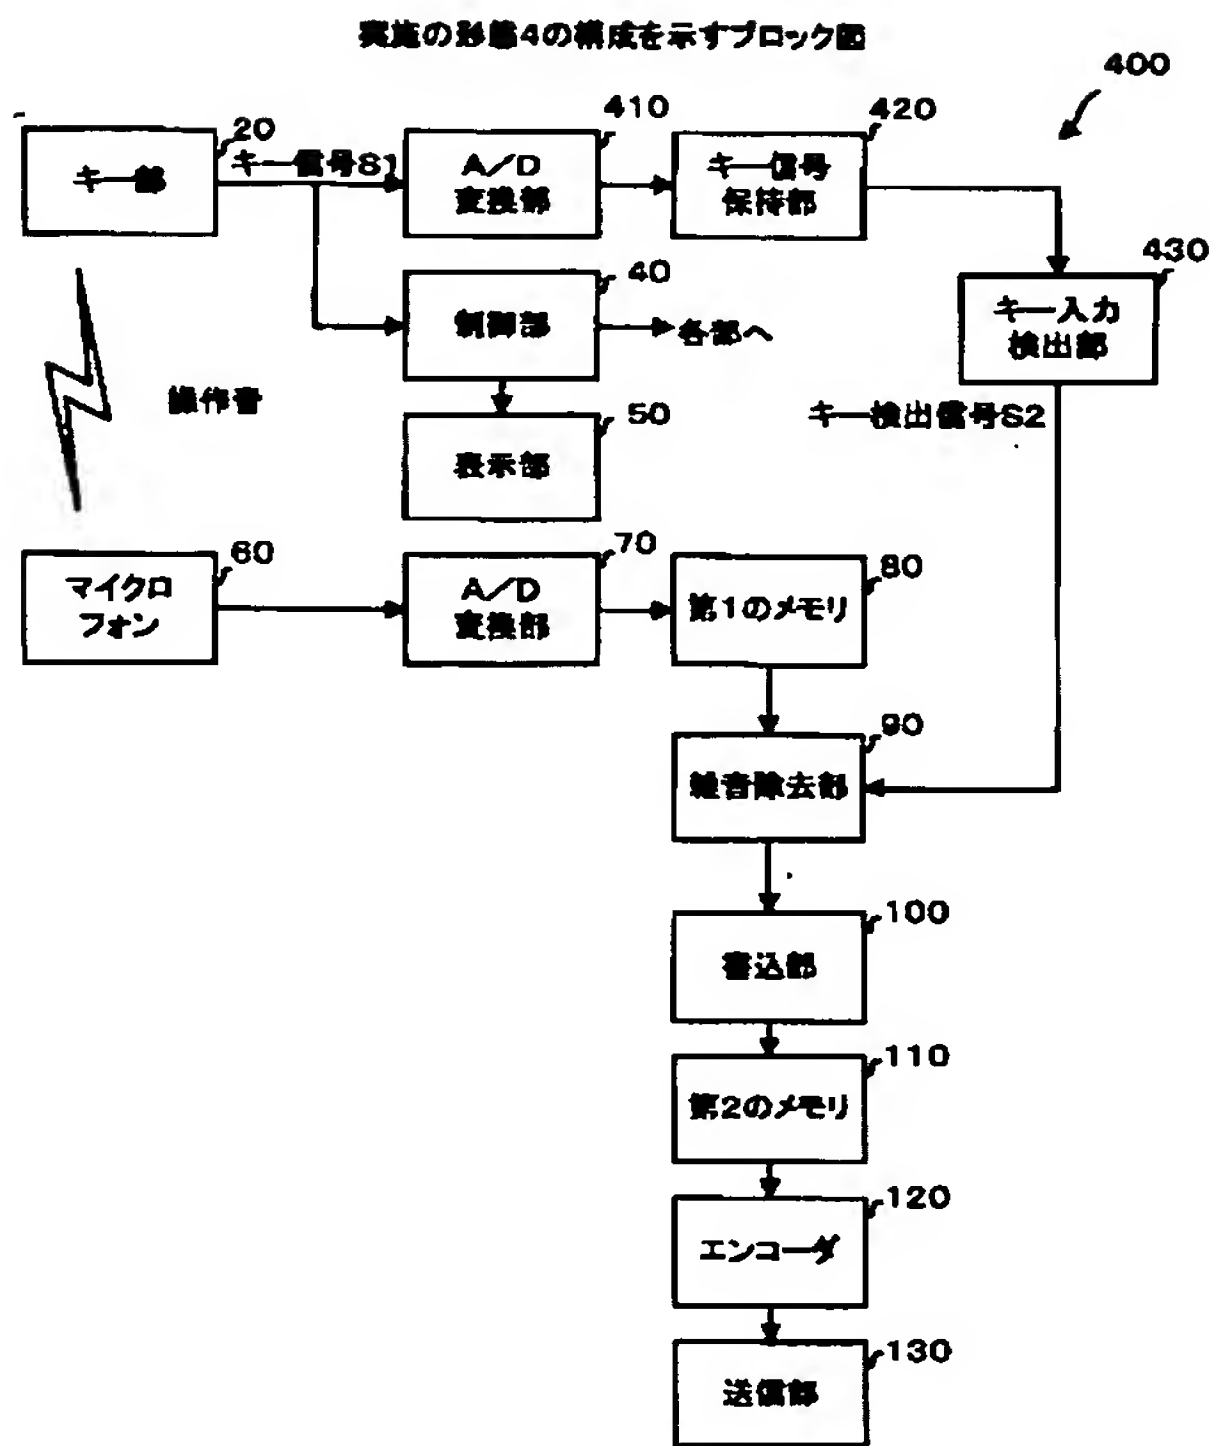 実施の形態4の構成を示すブロック図
400
20
キー部
キー信号S1
410
A/D
変換部
420
キー信号
保持部
430
キー入力
検出部
40
制御部
各部へ
キー検出信号S2
50
表示部
操作音
60
マイクロ
フォン
70
A/D
変換部
80
第1のメモリ
90
雑音除去部
100
書込部
110
第2のメモリ
120
エンコーダ
130
送信部